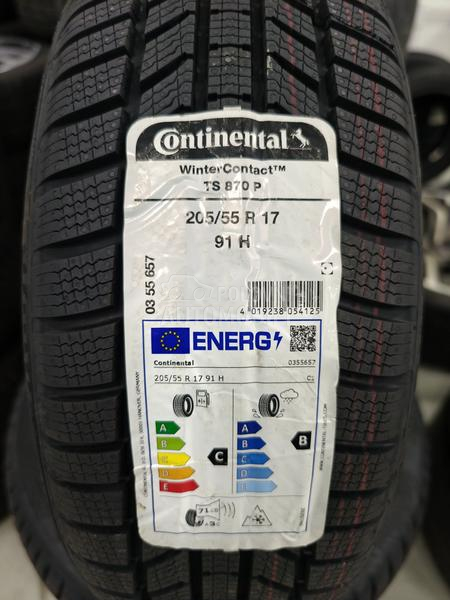 Continental
WinterContact™
TS 870 P
205/55 R 17
91 H
03 55 657
4 019238 054125
ENERG
Continental
0355657
205/55 R 17 91 H
C1
A
B
C
D
E
C
A
B
C
D
E
B
71 dB